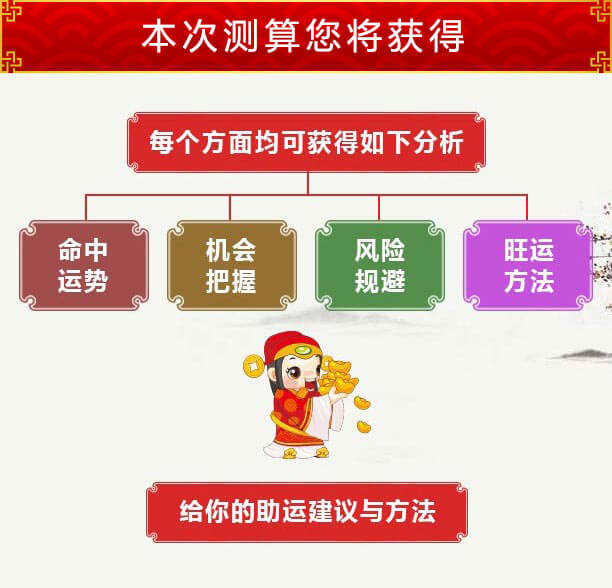 本次测算您将获得
每个方面均可获得如下分析
命中
运势
机会
把握
风险
规避
旺运
方法
给你的助运建议与方法